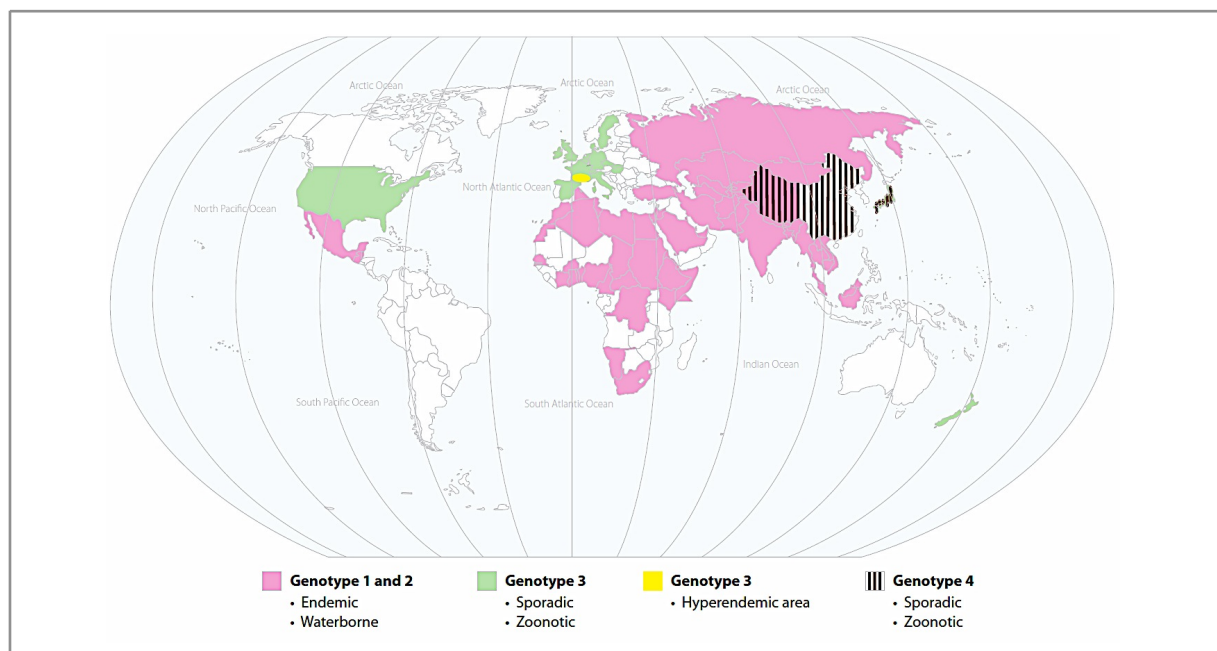 Arctic Ocean
Arctic Ocean
Arctic Ocean
North Atlantic Ocean
North Pacific Ocean
Indian Ocean
South Pacific Ocean
South Atlantic Ocean
Genotype 1 and 2
• Endemic
• Waterborne
Genotype 3
• Sporadic
• Zoonotic
Genotype 3
• Hyperendemic area
Genotype 4
• Sporadic
• Zoonotic